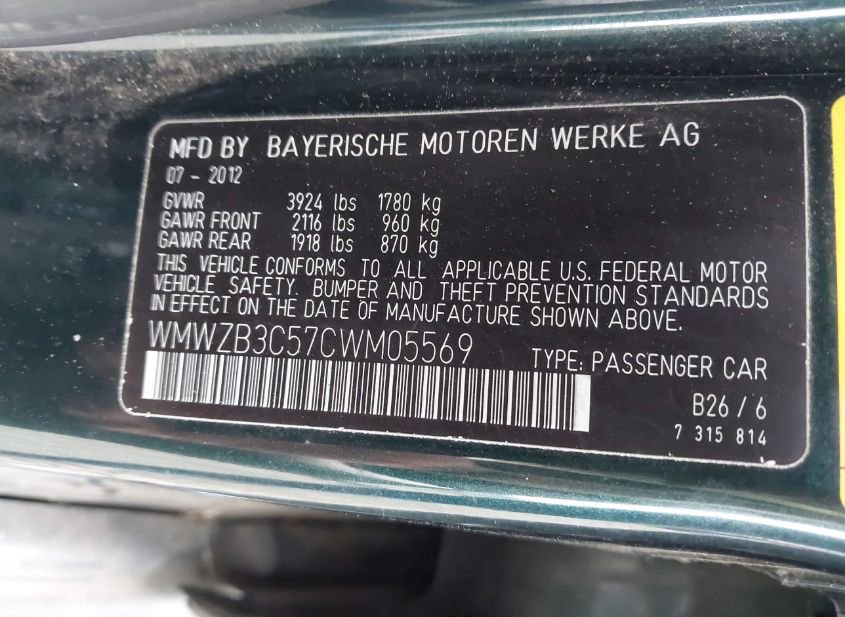 MFD BY BAYERISCHE MOTOREN WERKE AG
07 - 2012
GVWR 3924 lbs 1780 kg
GAWR FRONT 2116 lbs 960 kg
GAWR REAR 1918 lbs 870 kg
THIS VEHICLE CONFORMS TO ALL APPLICABLE U.S. FEDERAL MOTOR
VEHICLE SAFETY, BUMPER AND THEFT PREVENTION STANDARDS
IN EFFECT ON THE DATE OF MANUFACTURE SHOWN ABOVE.
WMWZB3C57CWM05569 TYPE: PASSENGER CAR
B26 / 6
7 315 814